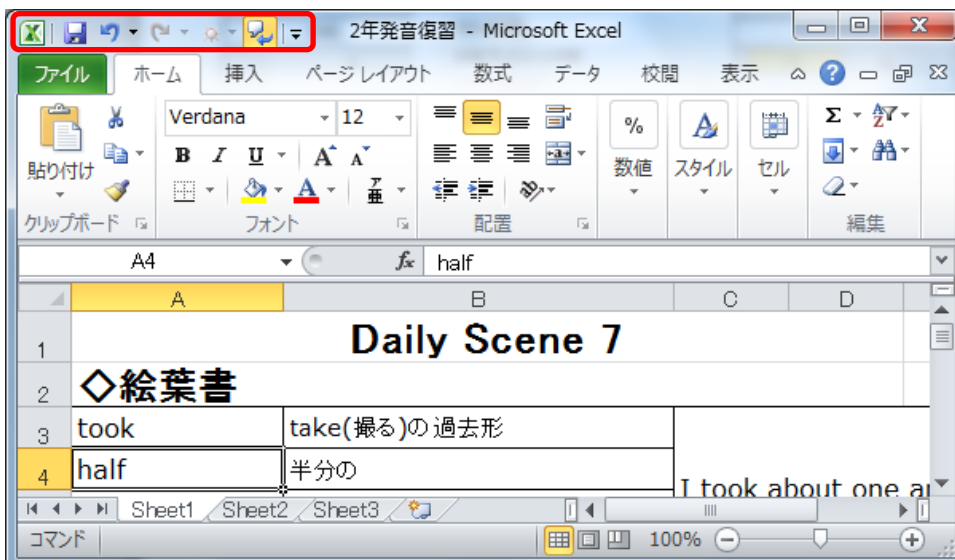 2年発音復習 - Microsoft Excel
ファイル ホーム 挿入 ページ レイアウト 数式 データ 校閲 表示
Verdana 12 %
B I U A A A ア亜 Σ
貼り付け 数値 スタイル セル
クリップボード フォント 配置 編集
A4 fx half
A B C D
1 Daily Scene 7
2 ◇絵葉書
3 took take(撮る)の過去形
4 half 半分の
I took about one
Sheet1 Sheet2 Sheet3
コマンド 100%